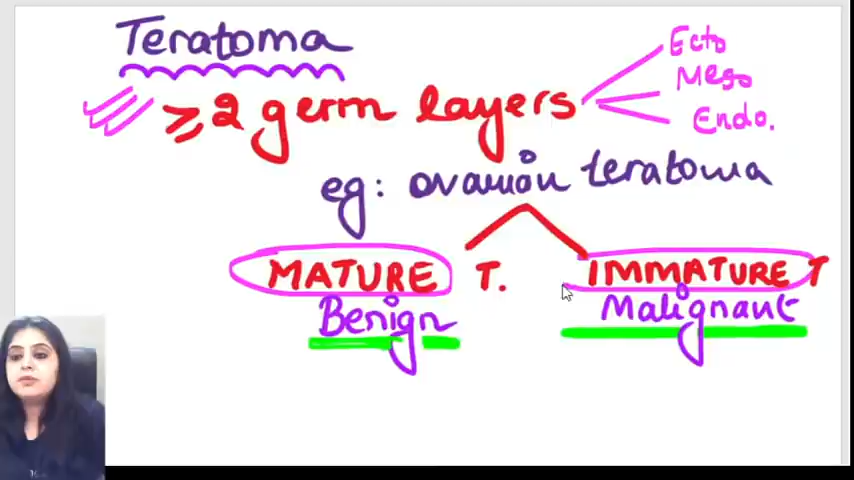 Teratoma
≥2 germ layers
Ecto
Meso
Endo.
eg: ovarian teratoma
MATURE T.
IMMATURE T
Benign
Malignant